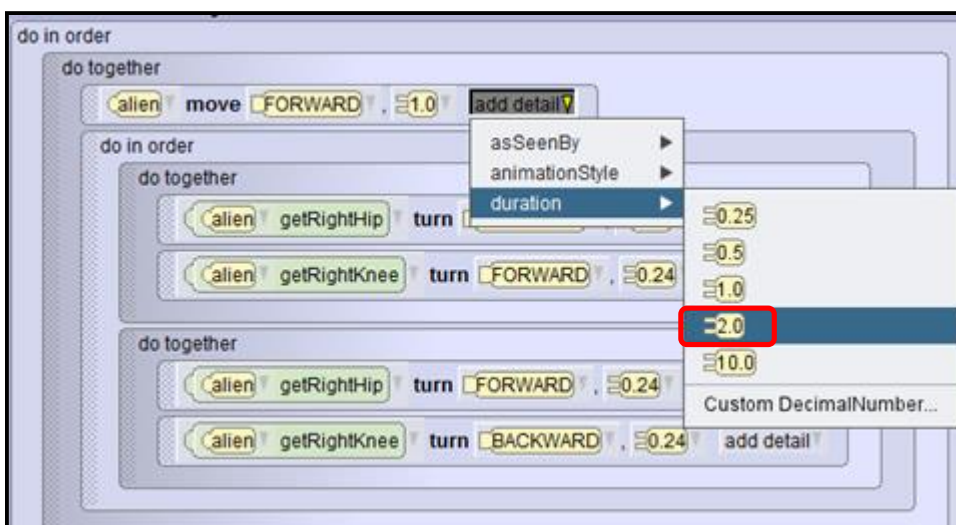 do in order
do together
alien move FORWARD , 1.0 add detail
do in order
asSeenBy
animationStyle
duration
do together
alien getRightHip turn
0.25
0.5
1.0
2.0
10.0
Custom DecimalNumber...
alien getRightKnee turn FORWARD , 0.24
do together
alien getRightHip turn FORWARD , 0.24
alien getRightKnee turn BACKWARD , 0.24 add detail